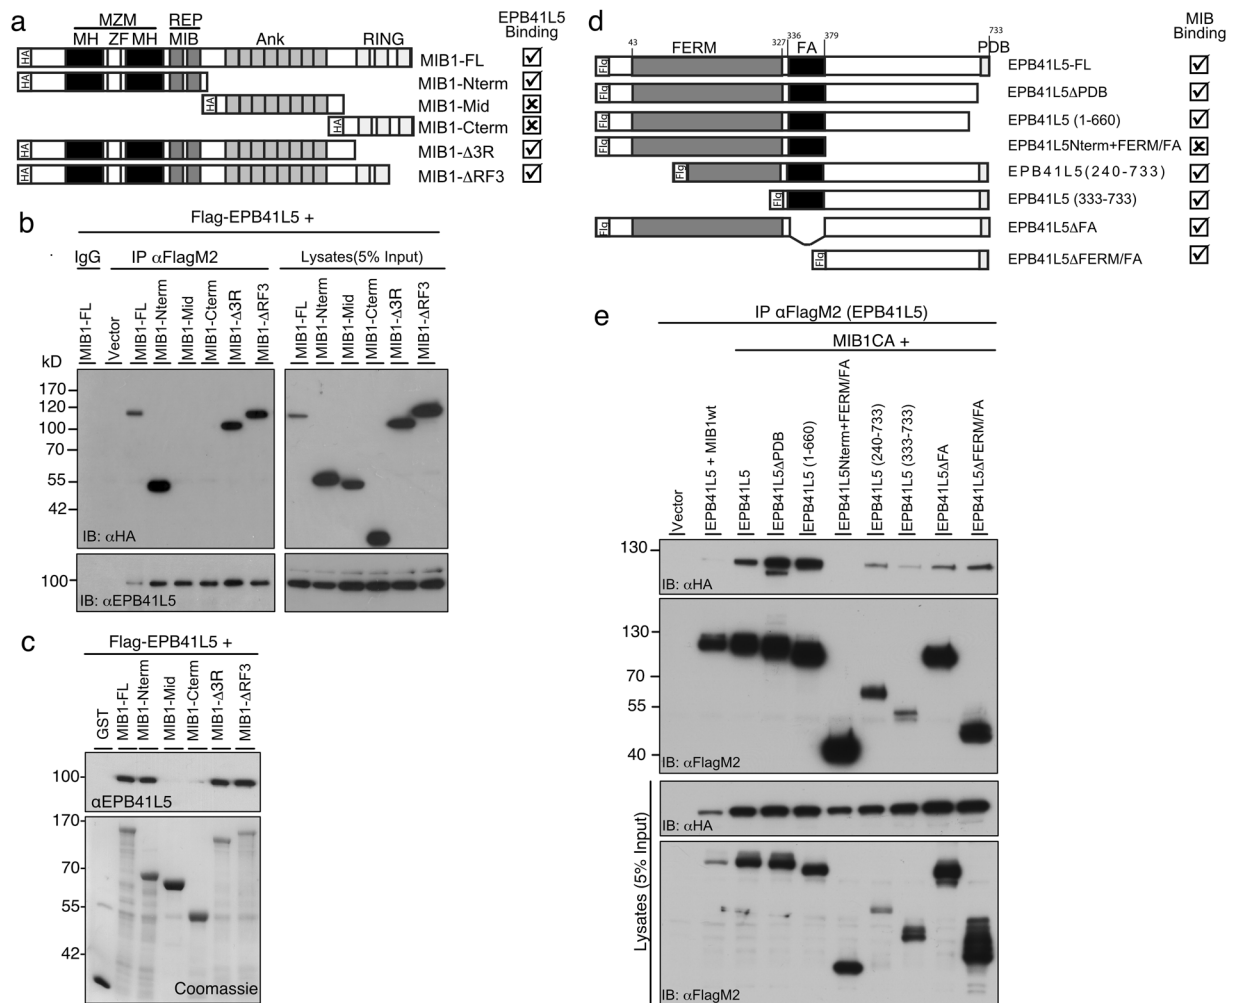 a
MZM
REP
EPB41L5
Binding
MH
ZF
MH
MIB
Ank
RING
HA
MIB1-FL
HA
MIB1-Nterm
HA
MIB1-Mid
HA
MIB1-Cterm
HA
MIB1-Δ3R
HA
MIB1-ΔRF3
b
Flag-EPB41L5 +
IgG
IP αFlagM2
Lysates(5% Input)
MIB1-FL
Vector
MIB1-FL
MIB1-Nterm
MIB1-Mid
MIB1-Cterm
MIB1-Δ3R
MIB1-ΔRF3
MIB1-FL
MIB1-Nterm
MIB1-Mid
MIB1-Cterm
MIB1-Δ3R
MIB1-ΔRF3
kD
170
120
100
70
55
42
IB: αHA
100
IB: αEPB41L5
c
Flag-EPB41L5 +
GST
MIB1-FL
MIB1-Nterm
MIB1-Mid
MIB1-Cterm
MIB1-Δ3R
MIB1-ΔRF3
100
αEPB41L5
170
70
55
42
Coomassie
d
MIB
Binding
43
FERM
327
336
FA
379
733
PDB
Flg
EPB41L5-FL
Flg
EPB41L5ΔPDB
Flg
EPB41L5 (1-660)
Flg
EPB41L5Nterm+FERM/FA
Flg
EPB41L5(240-733)
Flg
EPB41L5 (333-733)
Flg
EPB41L5ΔFA
Flg
EPB41L5ΔFERM/FA
e
IP αFlagM2 (EPB41L5)
MIB1CA +
Vector
EPB41L5 + MIB1wt
EPB41L5
EPB41L5ΔPDB
EPB41L5 (1-660)
EPB41L5Nterm+FERM/FA
EPB41L5 (240-733)
EPB41L5 (333-733)
EPB41L5ΔFA
EPB41L5ΔFERM/FA
130
IB: αHA
130
70
55
40
IB: αFlagM2
Lysates (5% Input)
IB: αHA
IB: αFlagM2